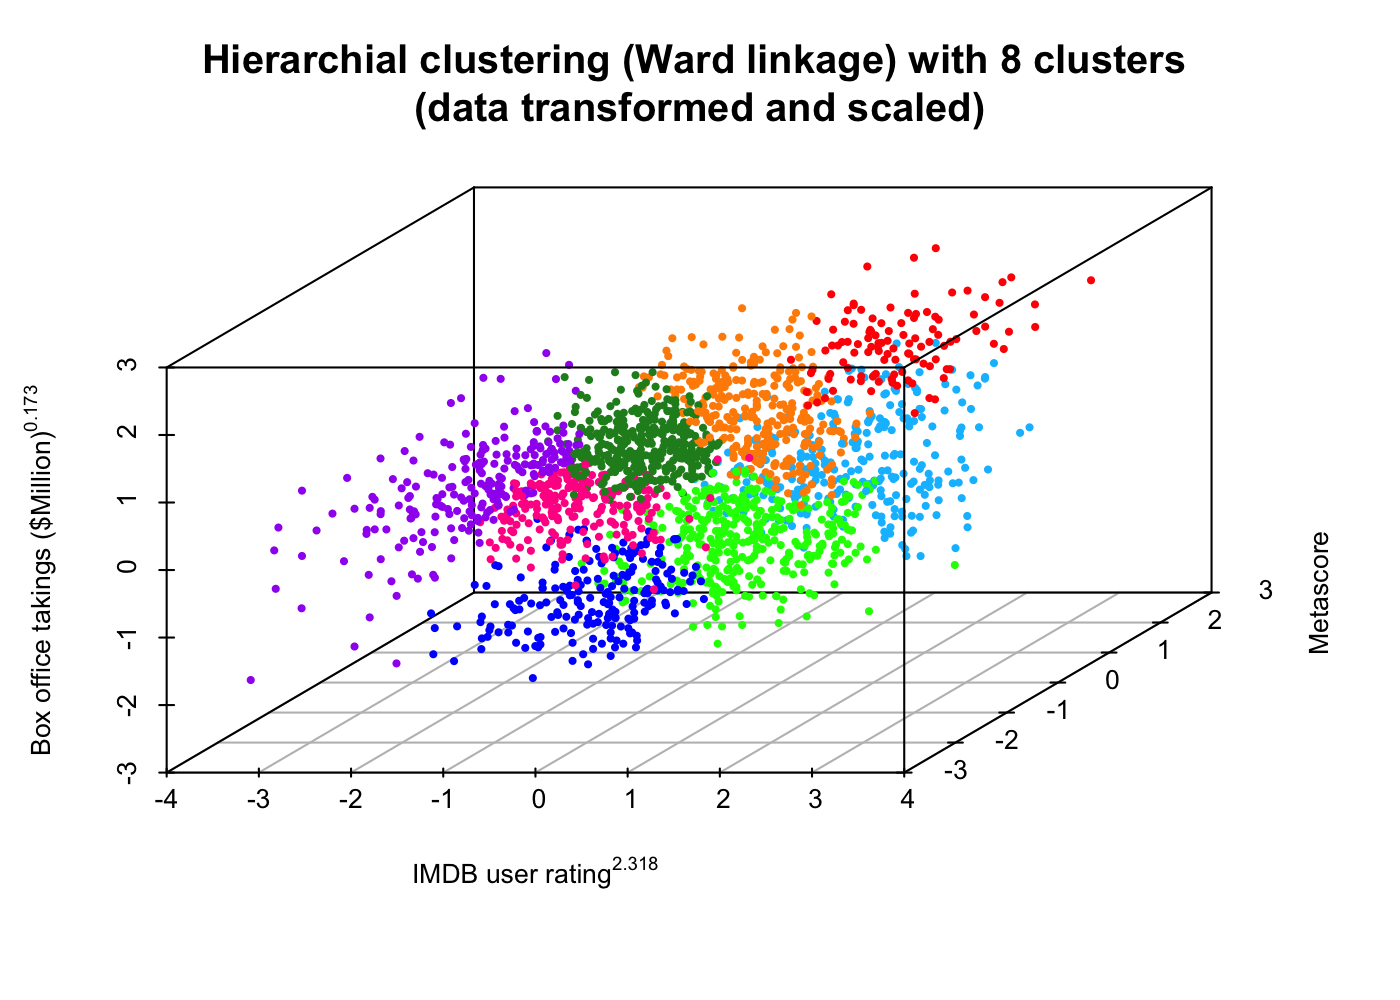 Hierarchial clustering (Ward linkage) with 8 clusters
(data transformed and scaled)
Box office takings ($Million)^0.173
3
2
1
0
-1
-2
-3
-4 -3 -2 -1 0 1 2 3 4
-3
-2
-1
0
1
2
3
Metascore
IMDB user rating^2.318